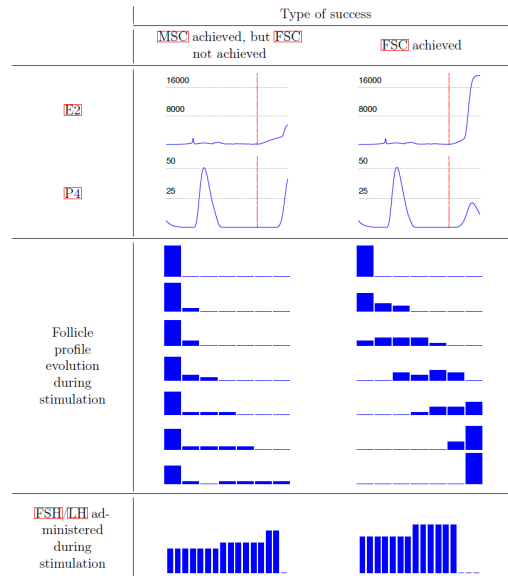 Type of success
MSC achieved, but FSC
not achieved
FSC achieved
E2
16000
8000
16000
8000
P4
50
25
50
25
Follicle
profile
evolution
during
stimulation
FSH/LH ad-
ministered
during
stimulation